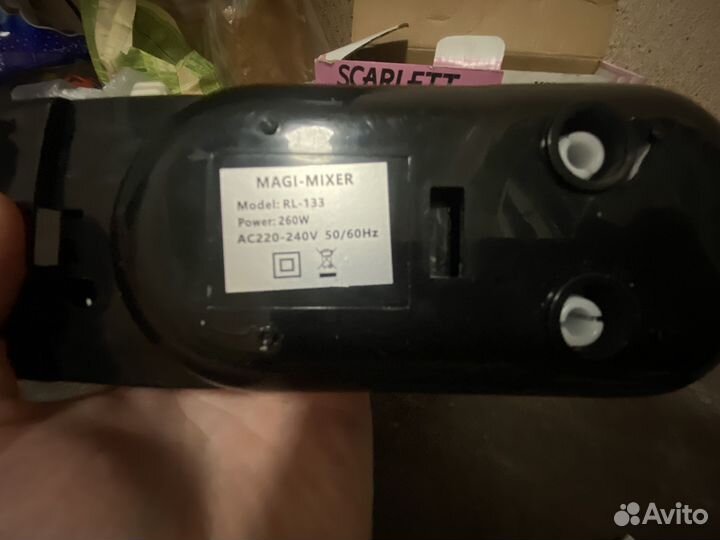 SCARLETT
MAGI-MIXER
Model: RL-133
Power: 260W
AC220-240V 50/60Hz
Avito